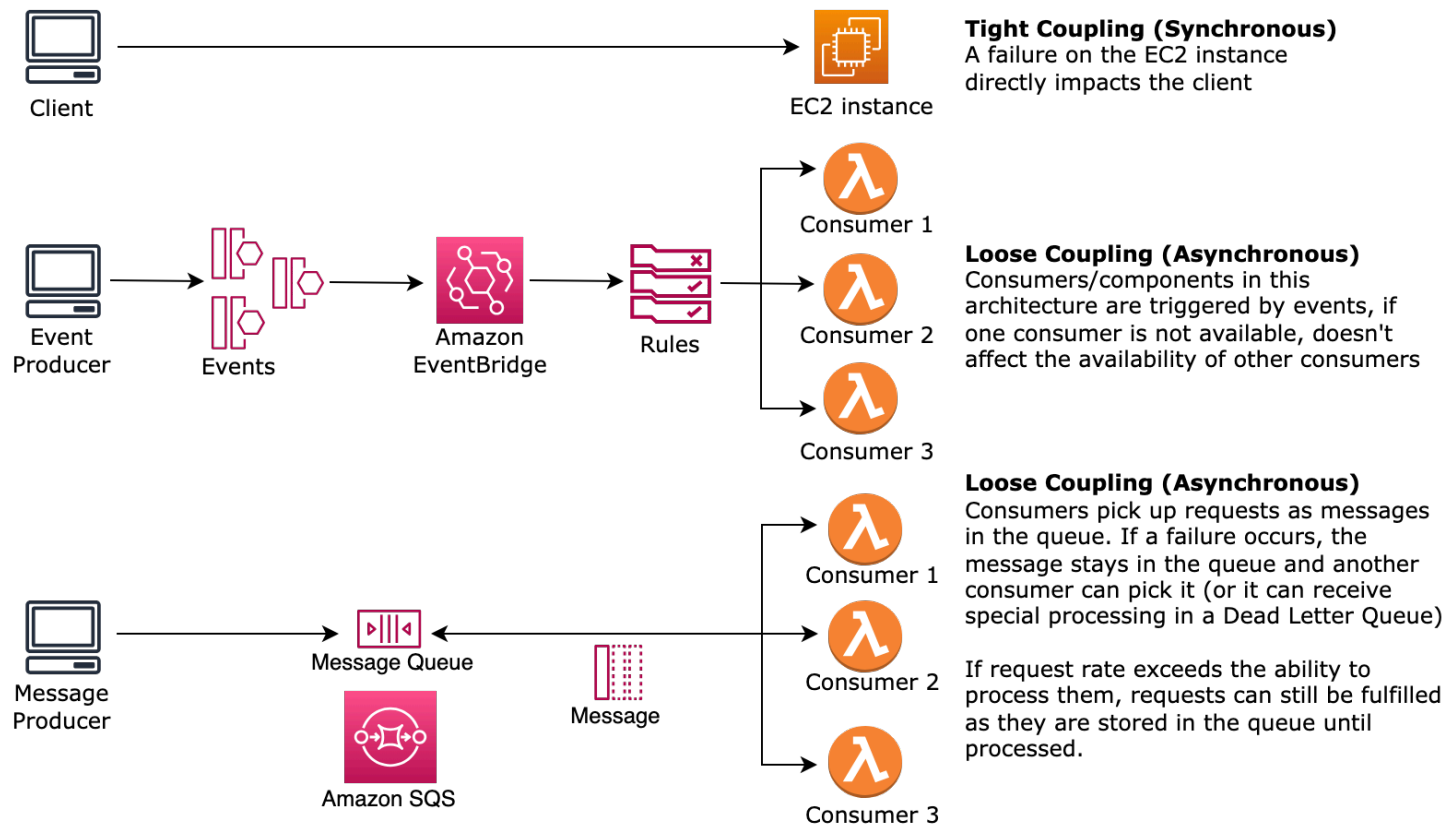 Client
EC2 instance
Tight Coupling (Synchronous)
A failure on the EC2 instance
directly impacts the client
Event
Producer
Events
Amazon
EventBridge
Rules
Consumer 1
Consumer 2
Consumer 3
Loose Coupling (Asynchronous)
Consumers/components in this
architecture are triggered by events, if
one consumer is not available, doesn't
affect the availability of other consumers
Message
Producer
Message Queue
Amazon SQS
Message
Consumer 1
Consumer 2
Consumer 3
Loose Coupling (Asynchronous)
Consumers pick up requests as messages
in the queue. If a failure occurs, the
message stays in the queue and another
consumer can pick it (or it can receive
special processing in a Dead Letter Queue)
If request rate exceeds the ability to
process them, requests can still be fulfilled
as they are stored in the queue until
processed.